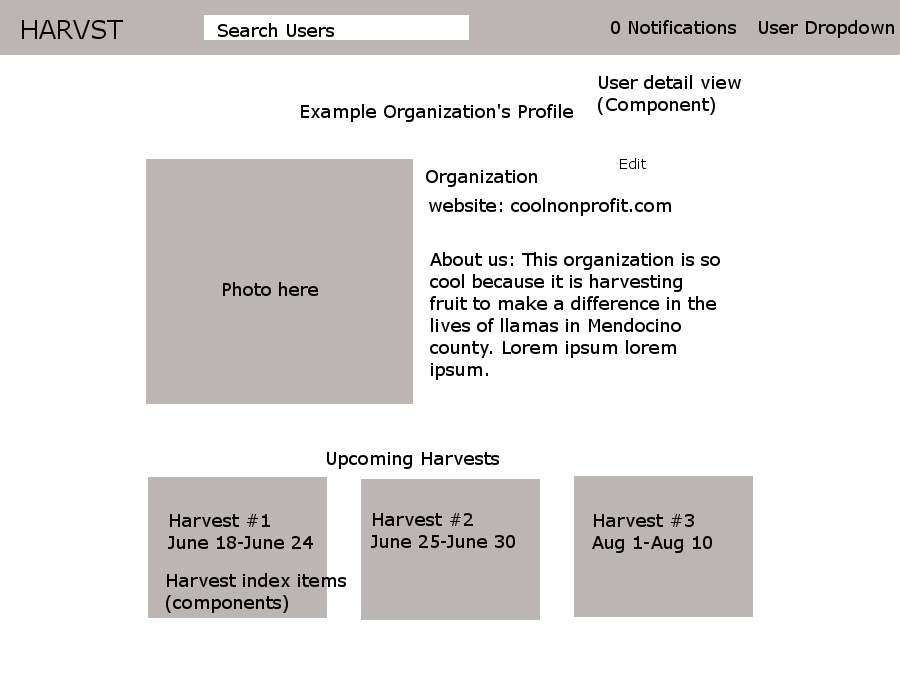 HARVST
Search Users
0 Notifications
User Dropdown
User detail view
(Component)
Example Organization's Profile
Edit
Organization
website: coolnonprofit.com
Photo here
About us: This organization is so
cool because it is harvesting
fruit to make a difference in the
lives of llamas in Mendocino
county. Lorem ipsum lorem
ipsum.
Upcoming Harvests
Harvest #1
June 18-June 24
Harvest index items
(components)
Harvest #2
June 25-June 30
Harvest #3
Aug 1-Aug 10